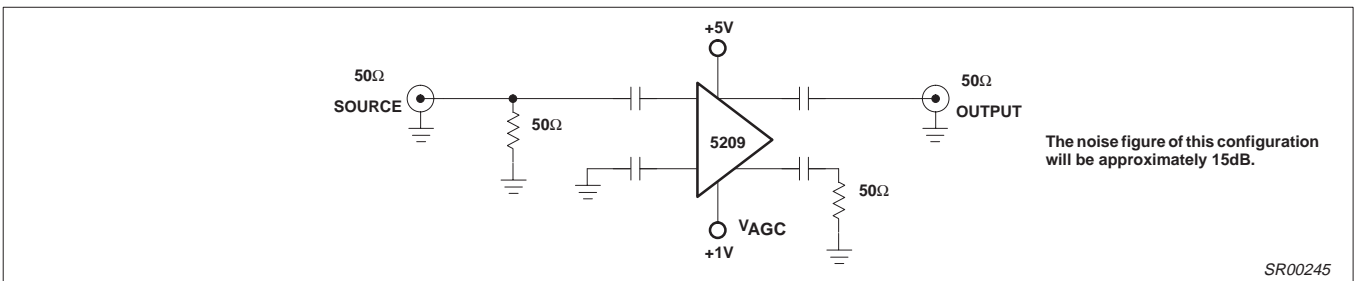 +5V
50Ω
SOURCE
50Ω
5209
50Ω
OUTPUT
50Ω
VAGC
+1V
The noise figure of this configuration
will be approximately 15dB.
SR00245